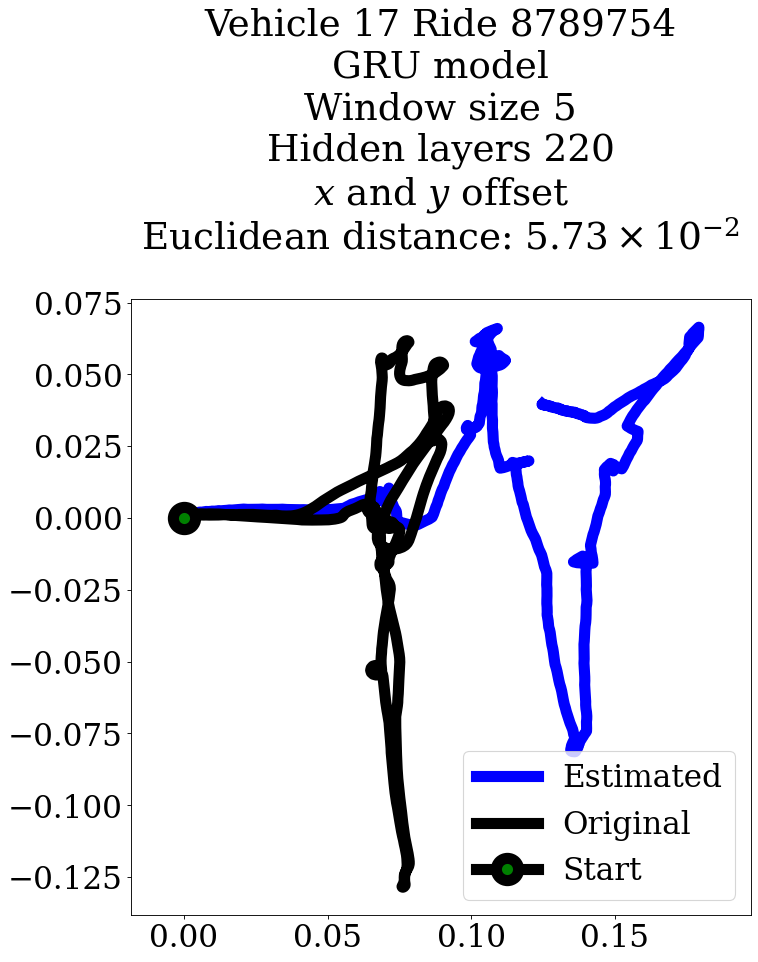 Vehicle 17 Ride 8789754
GRU model
Window size 5
Hidden layers 220
x and y offset
Euclidean distance: 5.73 × 10⁻²
0.075
0.050
0.025
0.000
−0.025
−0.050
−0.075
−0.100
−0.125
Estimated
Original
Start
0.00 0.05 0.10 0.15